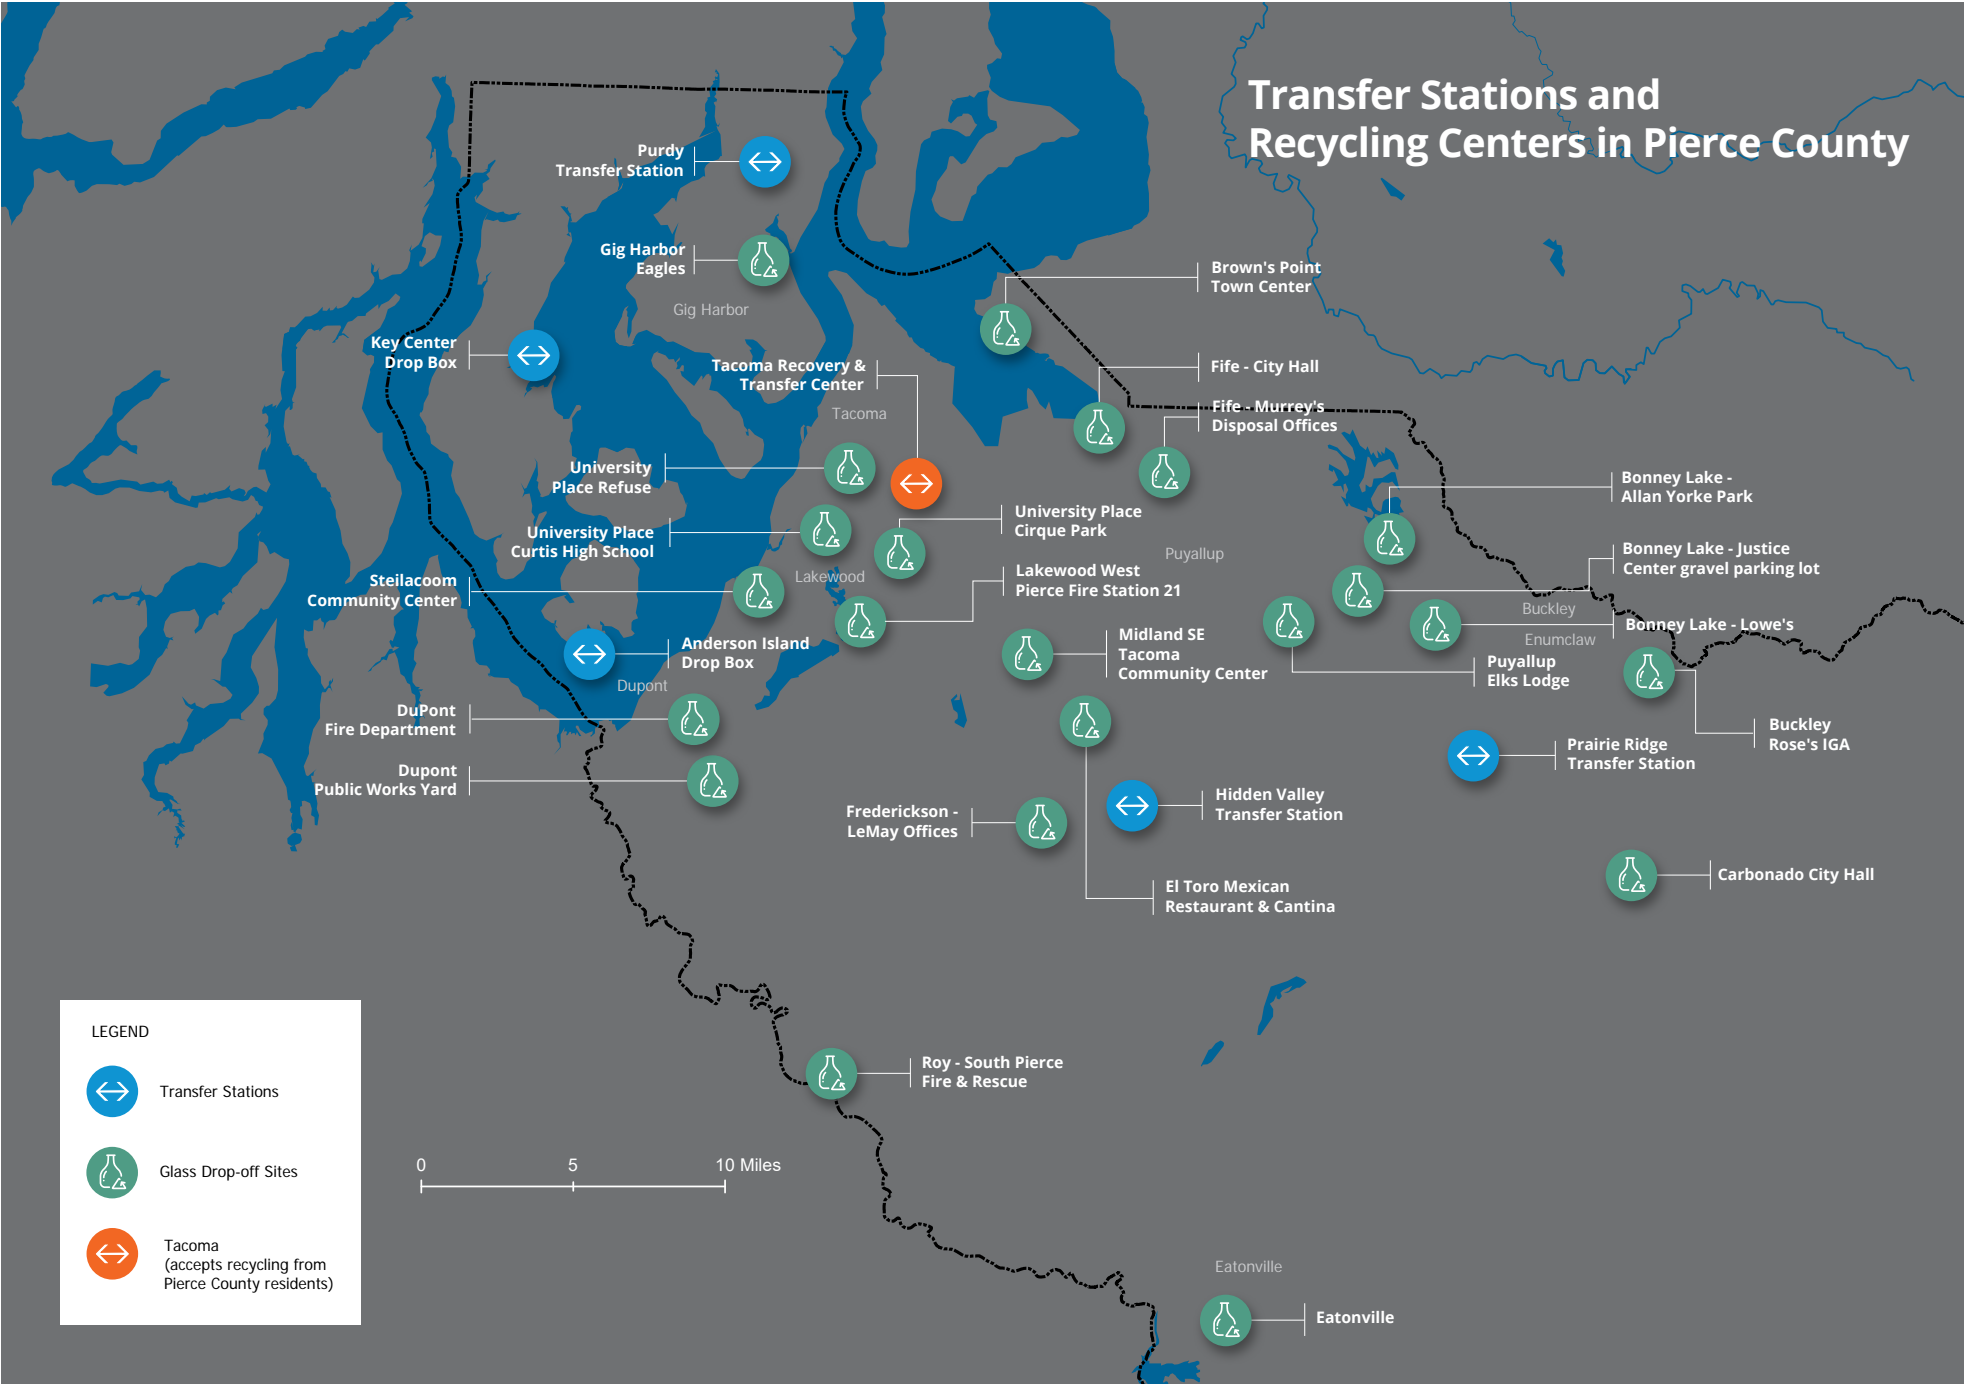 Transfer Stations and
Recycling Centers in Pierce County
Purdy
Transfer Station
Gig Harbor
Eagles
Gig Harbor
Brown's Point
Town Center
Key Center
Drop Box
Tacoma Recovery &
Transfer Center
Tacoma
Fife - City Hall
Fife - Murrey's
Disposal Offices
University
Place Refuse
Bonney Lake -
Allan Yorke Park
University Place
Curtis High School
University Place
Cirque Park
Puyallup
Bonney Lake - Justice
Center gravel parking lot
Steilacoom
Community Center
Lakewood
Lakewood West
Pierce Fire Station 21
Buckley
Bonney Lake - Lowe's
Enumclaw
Anderson Island
Drop Box
Midland SE
Tacoma
Community Center
Puyallup
Elks Lodge
Dupont
DuPont
Fire Department
Buckley
Rose's IGA
Prairie Ridge
Transfer Station
Dupont
Public Works Yard
Hidden Valley
Transfer Station
Frederickson -
LeMay Offices
El Toro Mexican
Restaurant & Cantina
Carbonado City Hall
Roy - South Pierce
Fire & Rescue
LEGEND
Transfer Stations
Glass Drop-off Sites
Tacoma
(accepts recycling from
Pierce County residents)
0 5 10 Miles
Eatonville
Eatonville